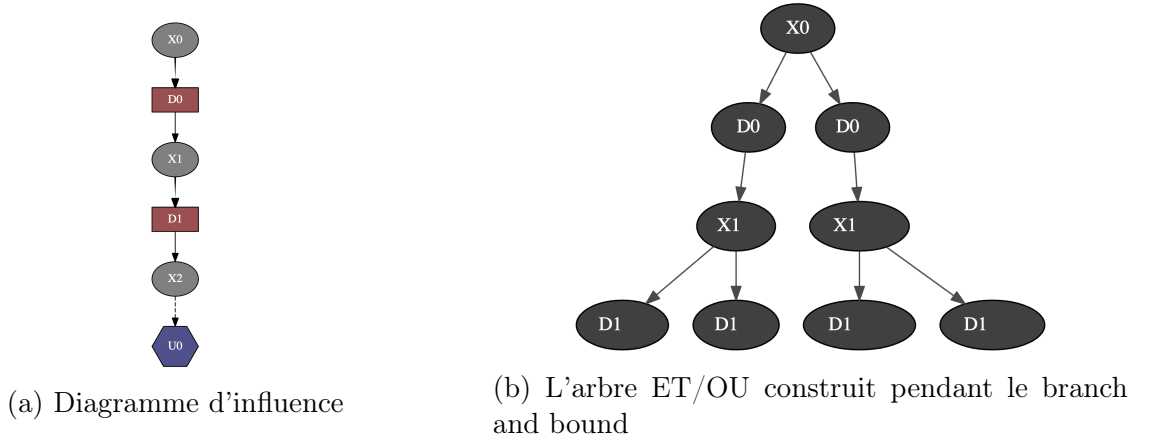 X0
D0
X1
D1
X2
U0
(a) Diagramme d'influence
X0
D0 D0
X1 X1
D1 D1 D1 D1
(b) L'arbre ET/OU construit pendant le branch
and bound